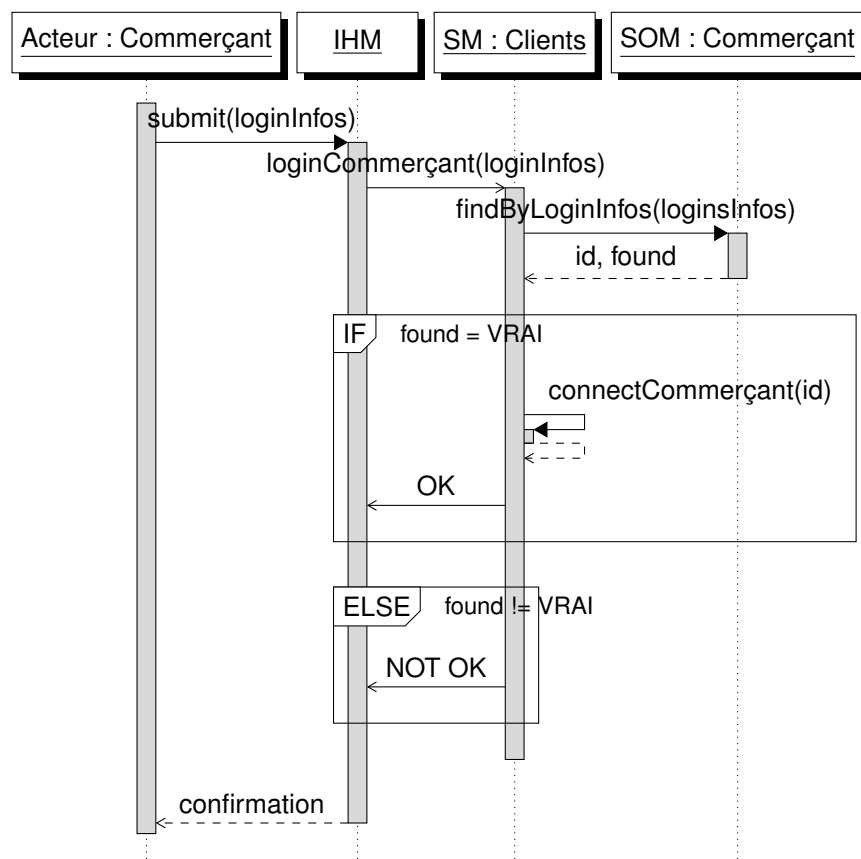 Acteur : Commerçant
IHM
SM : Clients
SOM : Commerçant
submit(loginInfos)
loginCommerçant(loginInfos)
findByLoginInfos(loginsInfos)
id, found
IF
found = VRAI
connectCommerçant(id)
OK
ELSE
found != VRAI
NOT OK
confirmation